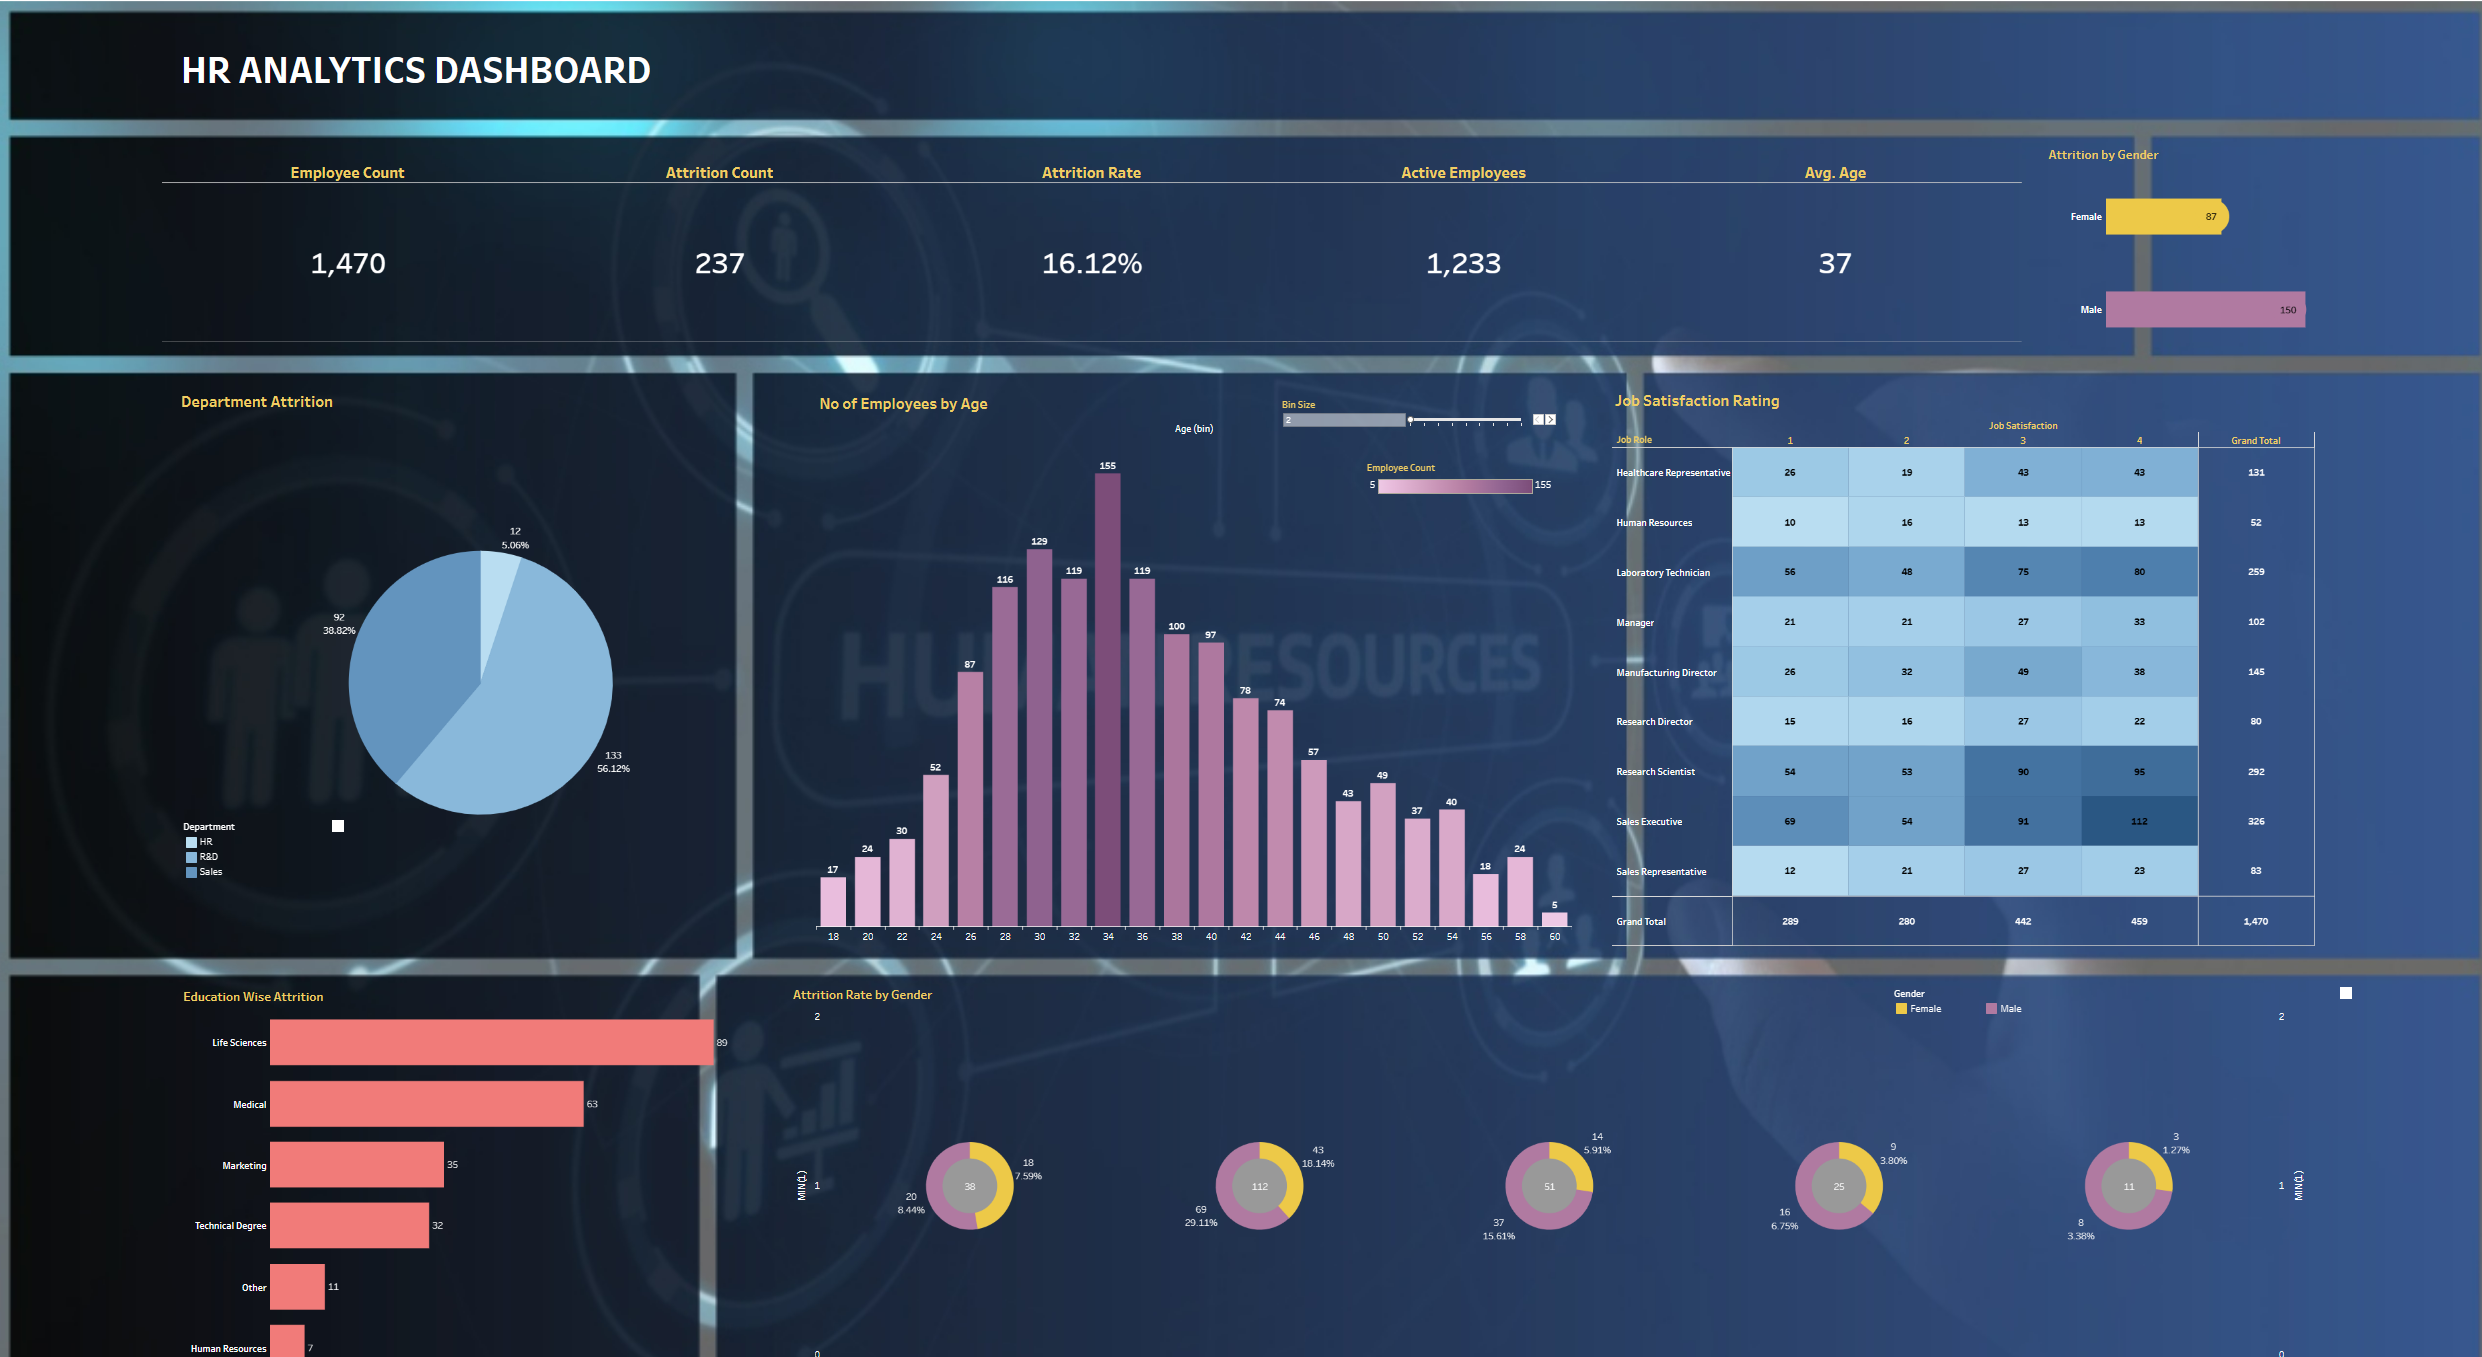 HR ANALYTICS DASHBOARD
Employee Count
Attrition Count
Attrition Rate
Active Employees
Avg. Age
1,470
237
16.12%
1,233
37
Attrition by Gender
Female
87
Male
150
Department Attrition
12
5.06%
92
38.82%
133
56.12%
Department
HR
R&D
Sales
No of Employees by Age
Age (bin)
Bin Size
2
Employee Count
5
155
17
24
30
52
87
116
129
119
155
119
100
97
78
74
57
43
49
37
40
18
24
5
18 20 22 24 26 28 30 32 34 36 38 40 42 44 46 48 50 52 54 56 58 60
HUMAN RESOURCES
Job Satisfaction Rating
Job Satisfaction
Job Role 1 2 3 4 Grand Total
Healthcare Representative 26 19 43 43 131
Human Resources 10 16 13 13 52
Laboratory Technician 56 48 75 80 259
Manager 21 21 27 33 102
Manufacturing Director 26 32 49 38 145
Research Director 15 16 27 22 80
Research Scientist 54 53 90 95 292
Sales Executive 69 54 91 112 326
Sales Representative 12 21 27 23 83
Grand Total 289 280 442 459 1,470
Education Wise Attrition
Life Sciences 89
Medical 63
Marketing 35
Technical Degree 32
Other 11
Human Resources 7
Attrition Rate by Gender
Gender
Female
Male
2
1
0
MIN(1)
18
7.59%
38
20
8.44%
43
18.14%
112
69
29.11%
14
5.91%
51
37
15.61%
9
3.80%
25
16
6.75%
3
1.27%
11
8
3.38%
2
1
0
MIN(1)